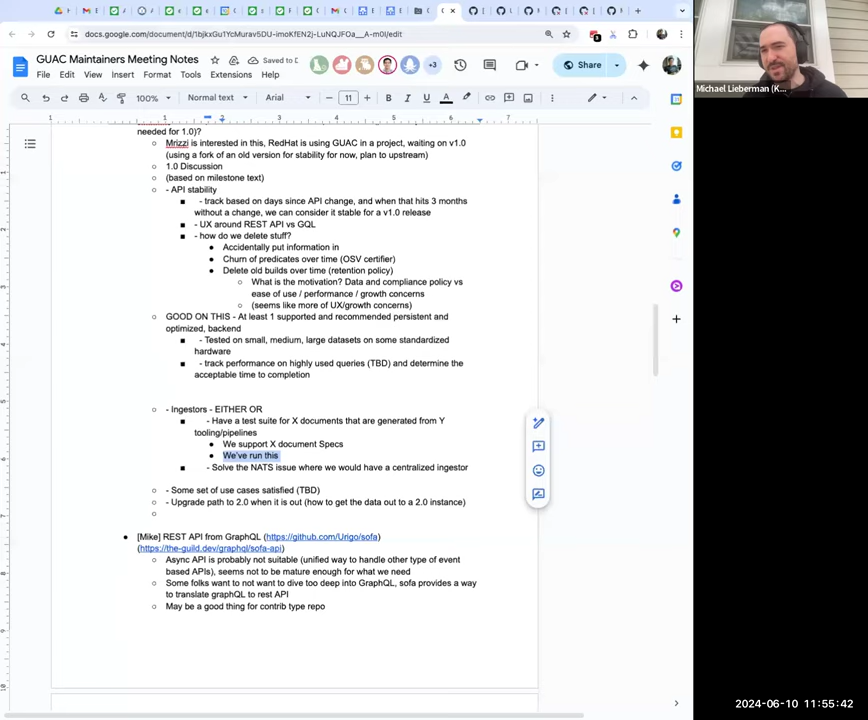 docs.google.com/document/d/1bjkxGu1YcMurav5DU-imoKfEN2j-LuNQJFOa__A-m0I/edit
GUAC Maintainers Meeting Notes
Saved to D
File Edit View Insert Format Tools Extensions
+3
Share
100%
Normal text
Arial
11
B I U A
needed for 1.0)?
Mrizzi is interested in this, RedHat is using GUAC in a project, waiting on v1.0
(using a fork of an old version for stability for now, plan to upstream)
1.0 Discussion
(based on milestone text)
- API stability
- track based on days since API change, and when that hits 3 months
without a change, we can consider it stable for a v1.0 release
- UX around REST API vs GQL
- how do we delete stuff?
Accidentally put information in
Churn of predicates over time (OSV certifier)
Delete old builds over time (retention policy)
What is the motivation? Data and compliance policy vs
ease of use / performance / growth concerns
(seems like more of UX/growth concerns)
GOOD ON THIS - At least 1 supported and recommended persistent and
optimized, backend
- Tested on small, medium, large datasets on some standardized
hardware
- track performance on highly used queries (TBD) and determine the
acceptable time to completion
- Ingestors - EITHER OR
- Have a test suite for X documents that are generated from Y
tooling/pipelines
We support X document Specs
We've run this
- Solve the NATS issue where we would have a centralized ingestor
- Some set of use cases satisfied (TBD)
- Upgrade path to 2.0 when it is out (how to get the data out to a 2.0 instance)
[Mike] REST API from GraphQL (https://github.com/Urigo/sofa)
(https://the-guild.dev/graphql/sofa-api)
Async API is probably not suitable (unified way to handle other type of event
based APIs), seems not to be mature enough for what we need
Some folks want to not want to dive too deep into GraphQL, sofa provides a way
to translate graphQL to rest API
May be a good thing for contrib type repo
Michael Lieberman (K...
2024-06-10 11:55:42